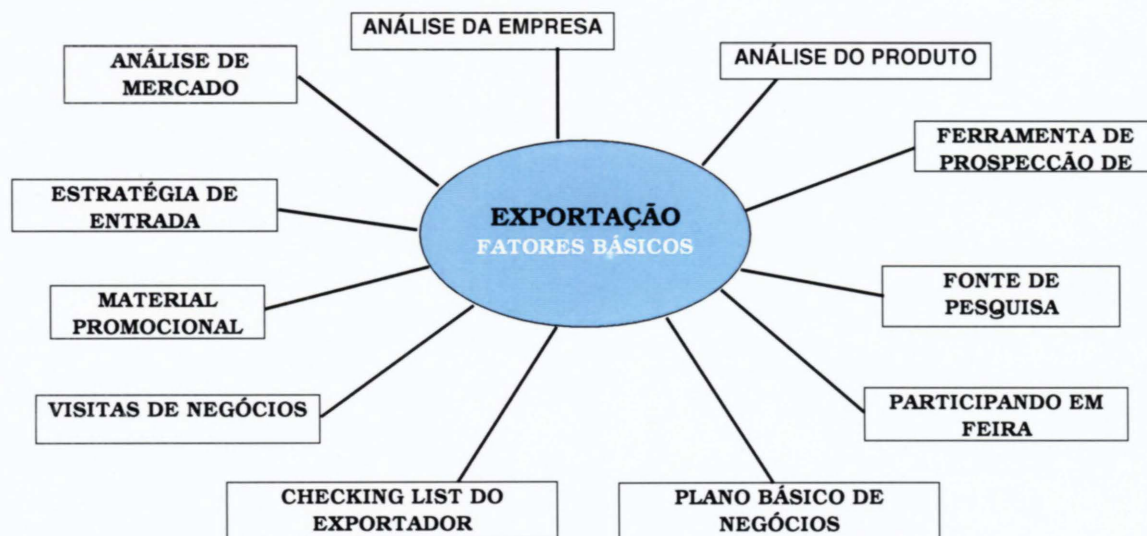 ANÁLISE DA EMPRESA
ANÁLISE DO PRODUTO
ANÁLISE DE
MERCADO
FERRAMENTA DE
PROSPECÇÃO DE
ESTRATÉGIA DE
ENTRADA
EXPORTAÇÃO
FATORES BÁSICOS
FONTE DE
PESQUISA
MATERIAL
PROMOCIONAL
VISITAS DE NEGÓCIOS
PARTICIPANDO EM
FEIRA
CHECKING LIST DO
EXPORTADOR
PLANO BÁSICO DE
NEGÓCIOS